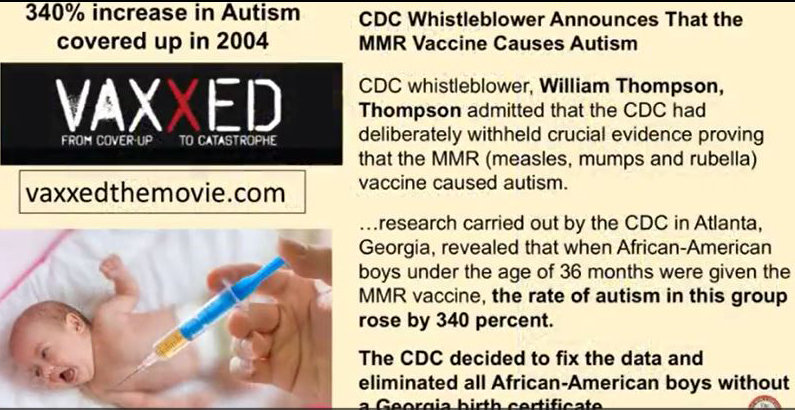 340% increase in Autism
covered up in 2004
VAXXED
FROM COVER-UP TO CATASTROPHE
vaxxedthemovie.com
CDC Whistleblower Announces That the
MMR Vaccine Causes Autism
CDC whistleblower, William Thompson,
Thompson admitted that the CDC had
deliberately withheld crucial evidence proving
that the MMR (measles, mumps and rubella)
vaccine caused autism.
…research carried out by the CDC in Atlanta,
Georgia, revealed that when African-American
boys under the age of 36 months were given the
MMR vaccine, the rate of autism in this group
rose by 340 percent.
The CDC decided to fix the data and
eliminated all African-American boys without
a Georgia birth certificate